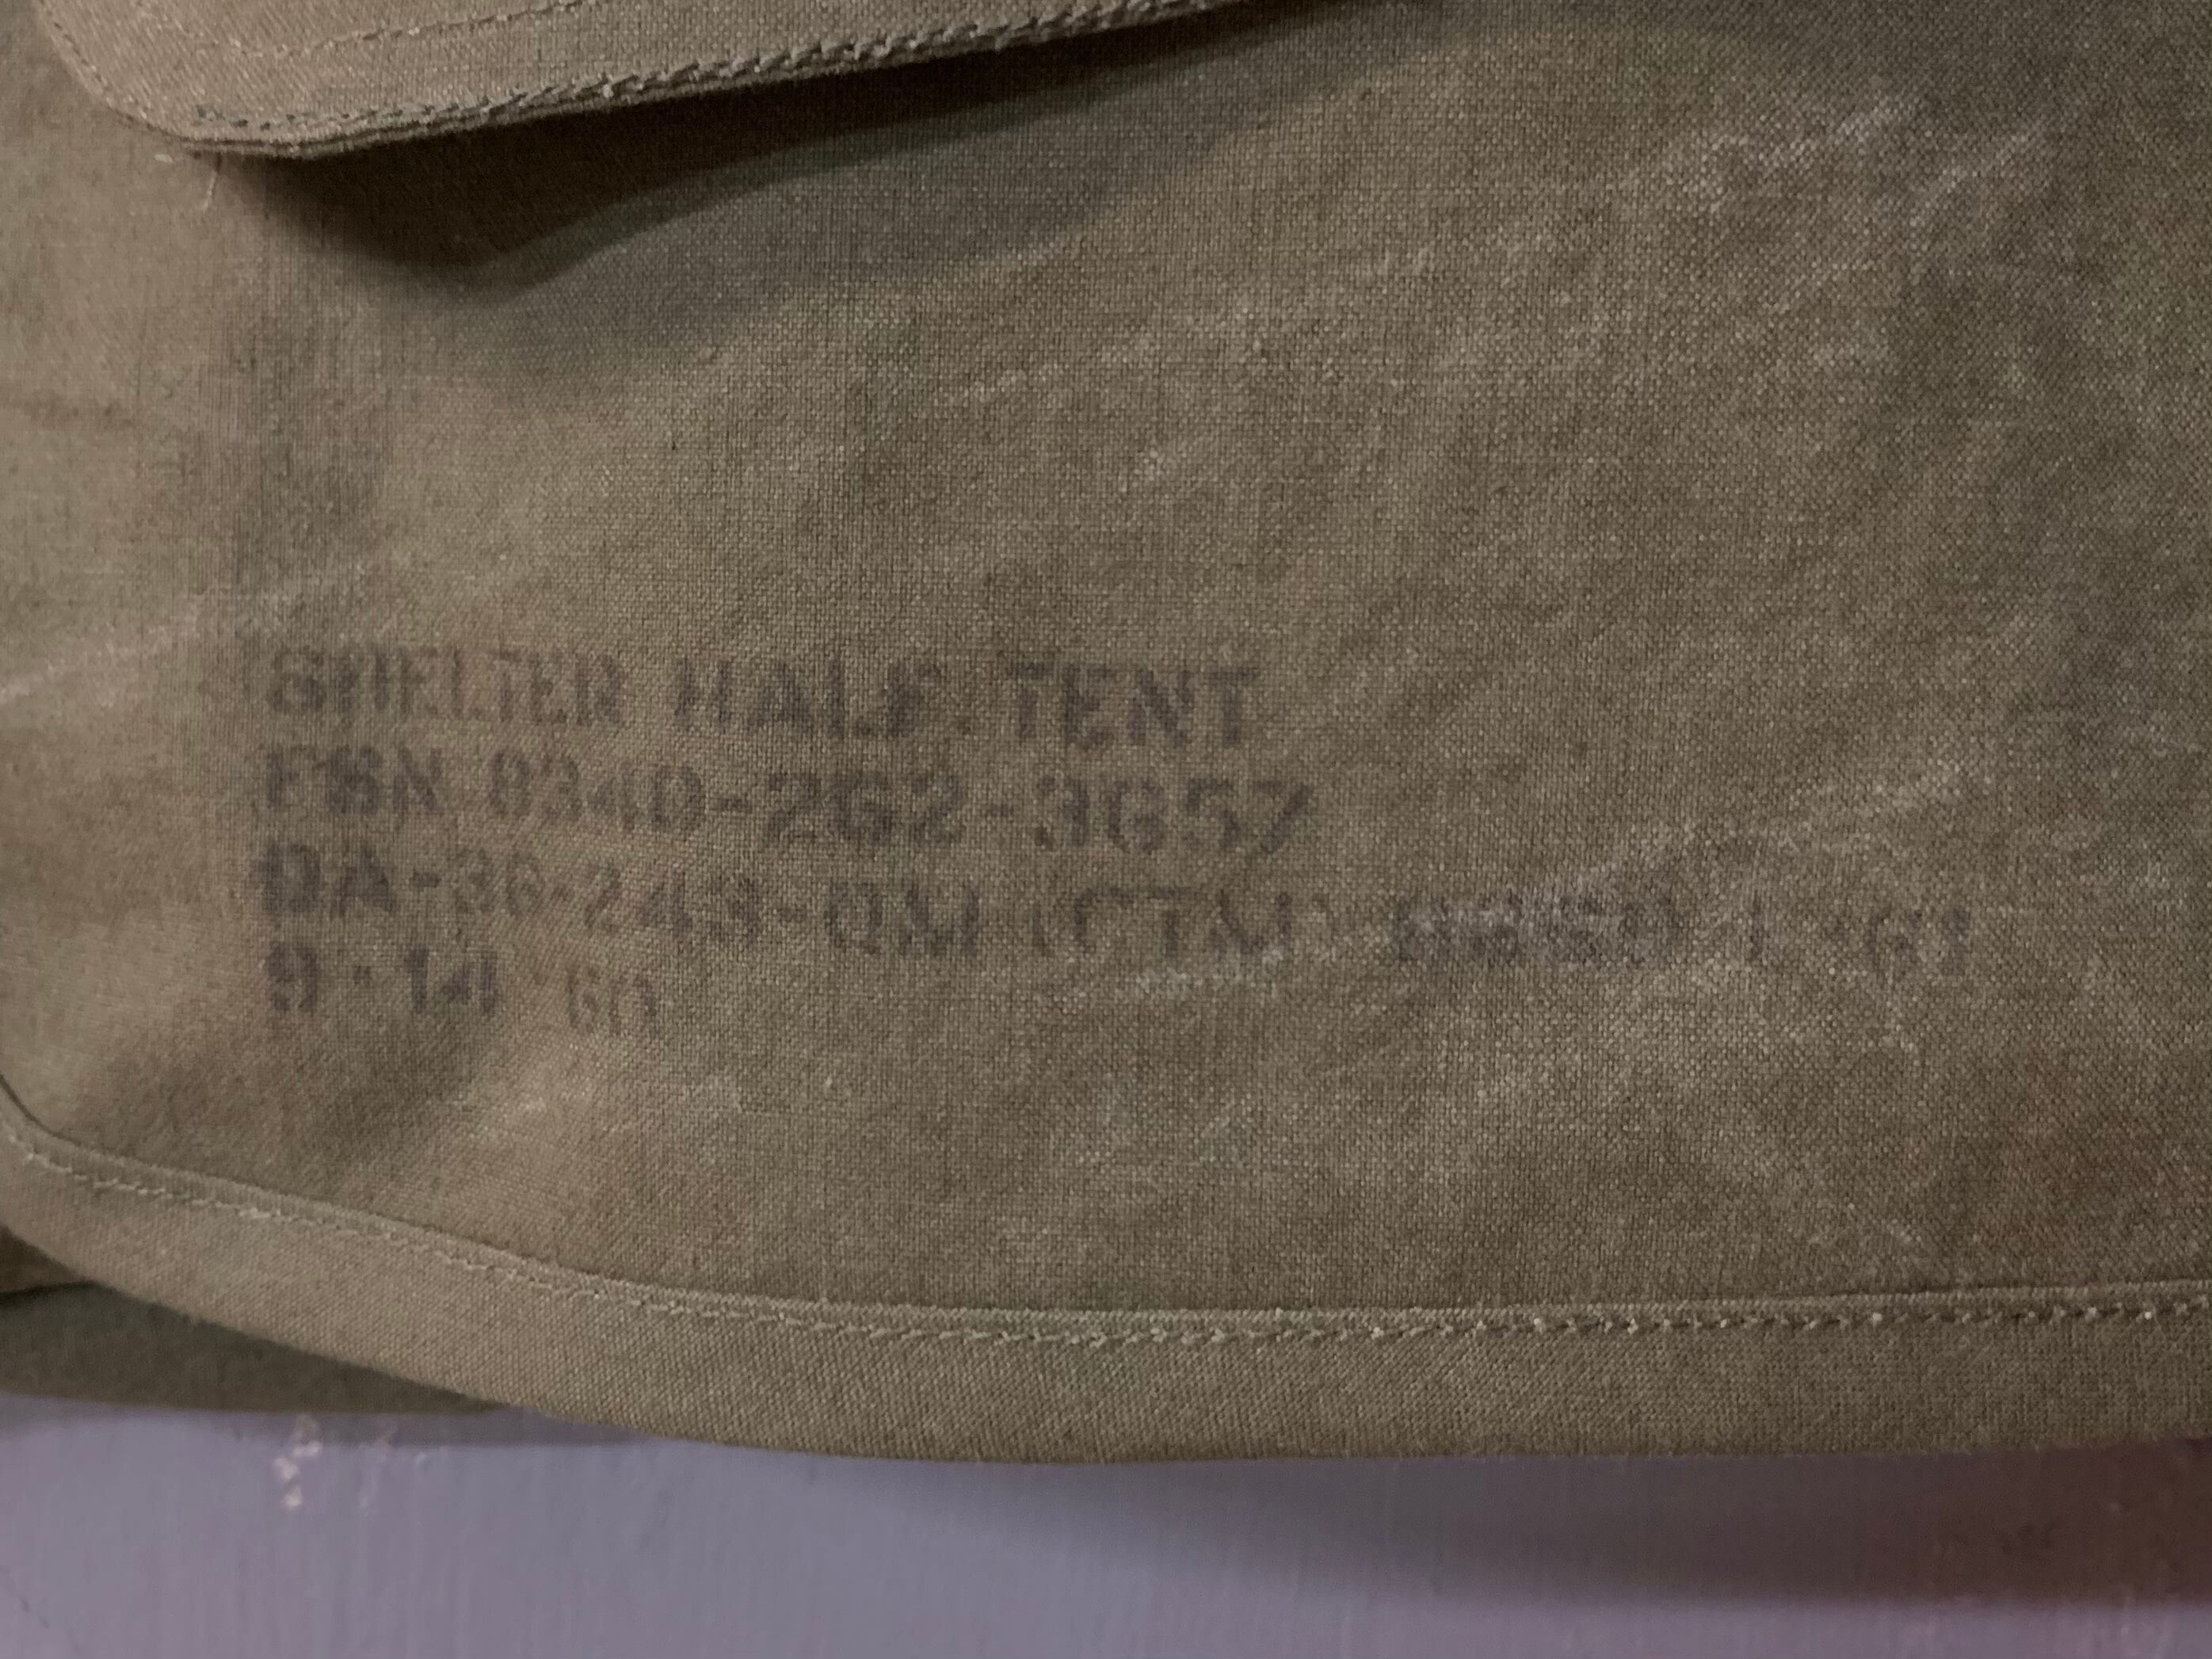 SHELTER HALF TENT
FSN 8340-262-3657
DA-36-243-QM (CTM)
9-14 60